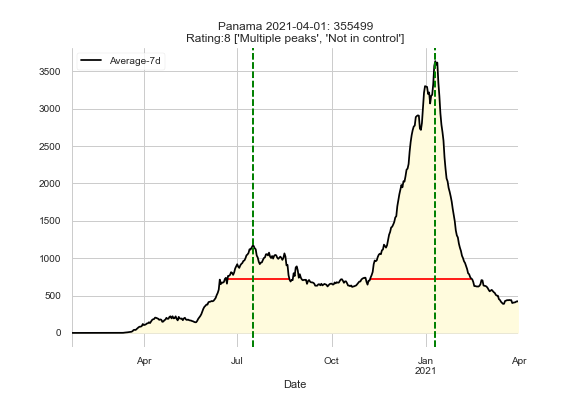 Panama 2021-04-01: 355499
Rating:8 ['Multiple peaks', 'Not in control']
Average-7d
3500
3000
2500
2000
1500
1000
500
0
Apr
Jul
Oct
Jan
2021
Apr
Date